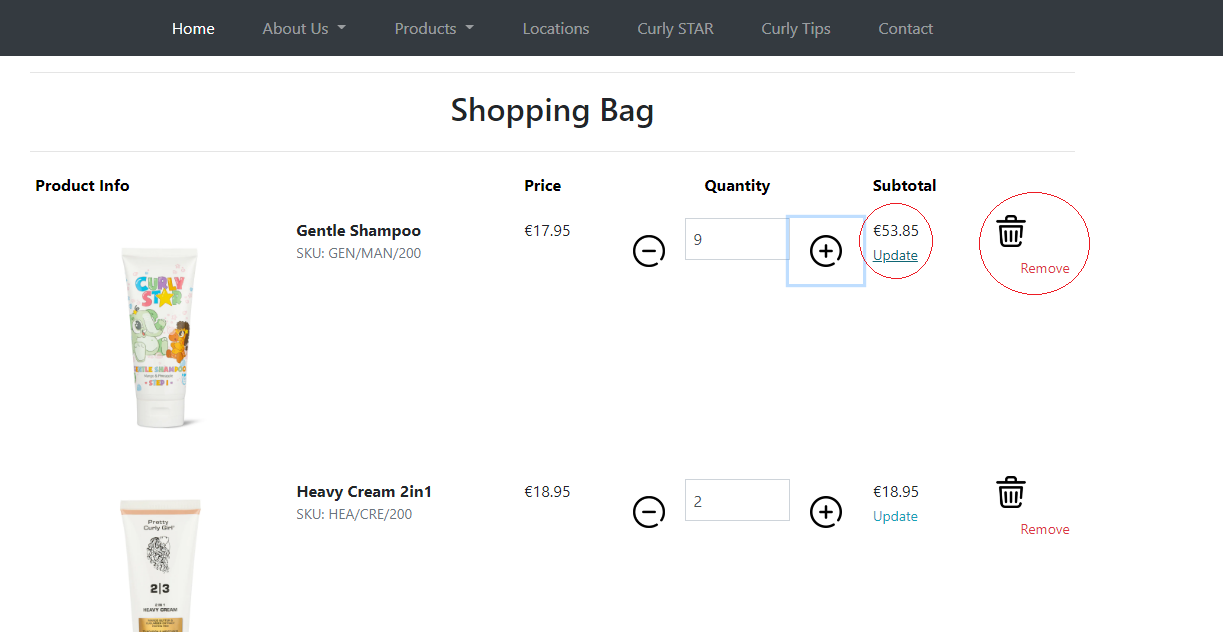 Home About Us Products Locations Curly STAR Curly Tips Contact
Shopping Bag
Product Info Price Quantity Subtotal
Gentle Shampoo €17.95 9 €53.85
SKU: GEN/MAN/200 Update
Remove
CURLY
STAR
GENTLE SHAMPOO
STEP 1
Heavy Cream 2in1 €18.95 2 €18.95
SKU: HEA/CRE/200 Update
Remove
Pretty
Curly Girl
2|3
2 IN 1
HEAVY CREAM